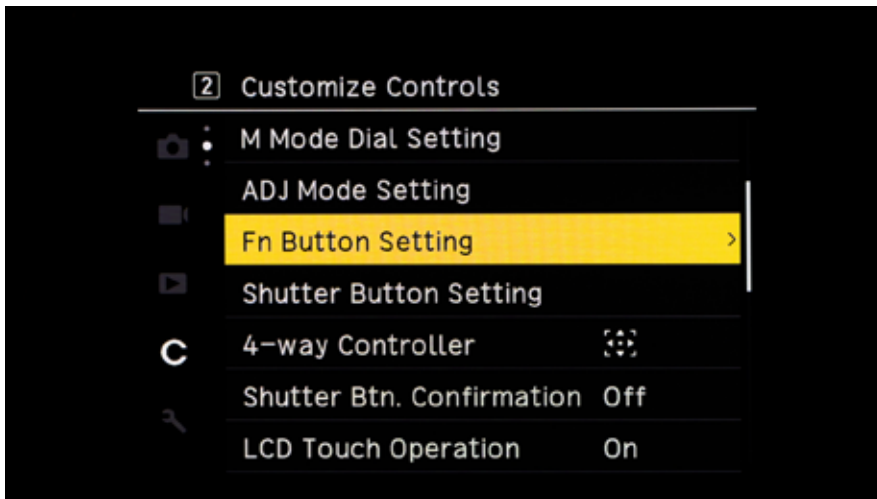 2 Customize Controls
M Mode Dial Setting
ADJ Mode Setting
Fn Button Setting >
Shutter Button Setting
C 4-way Controller
Shutter Btn. Confirmation Off
LCD Touch Operation On